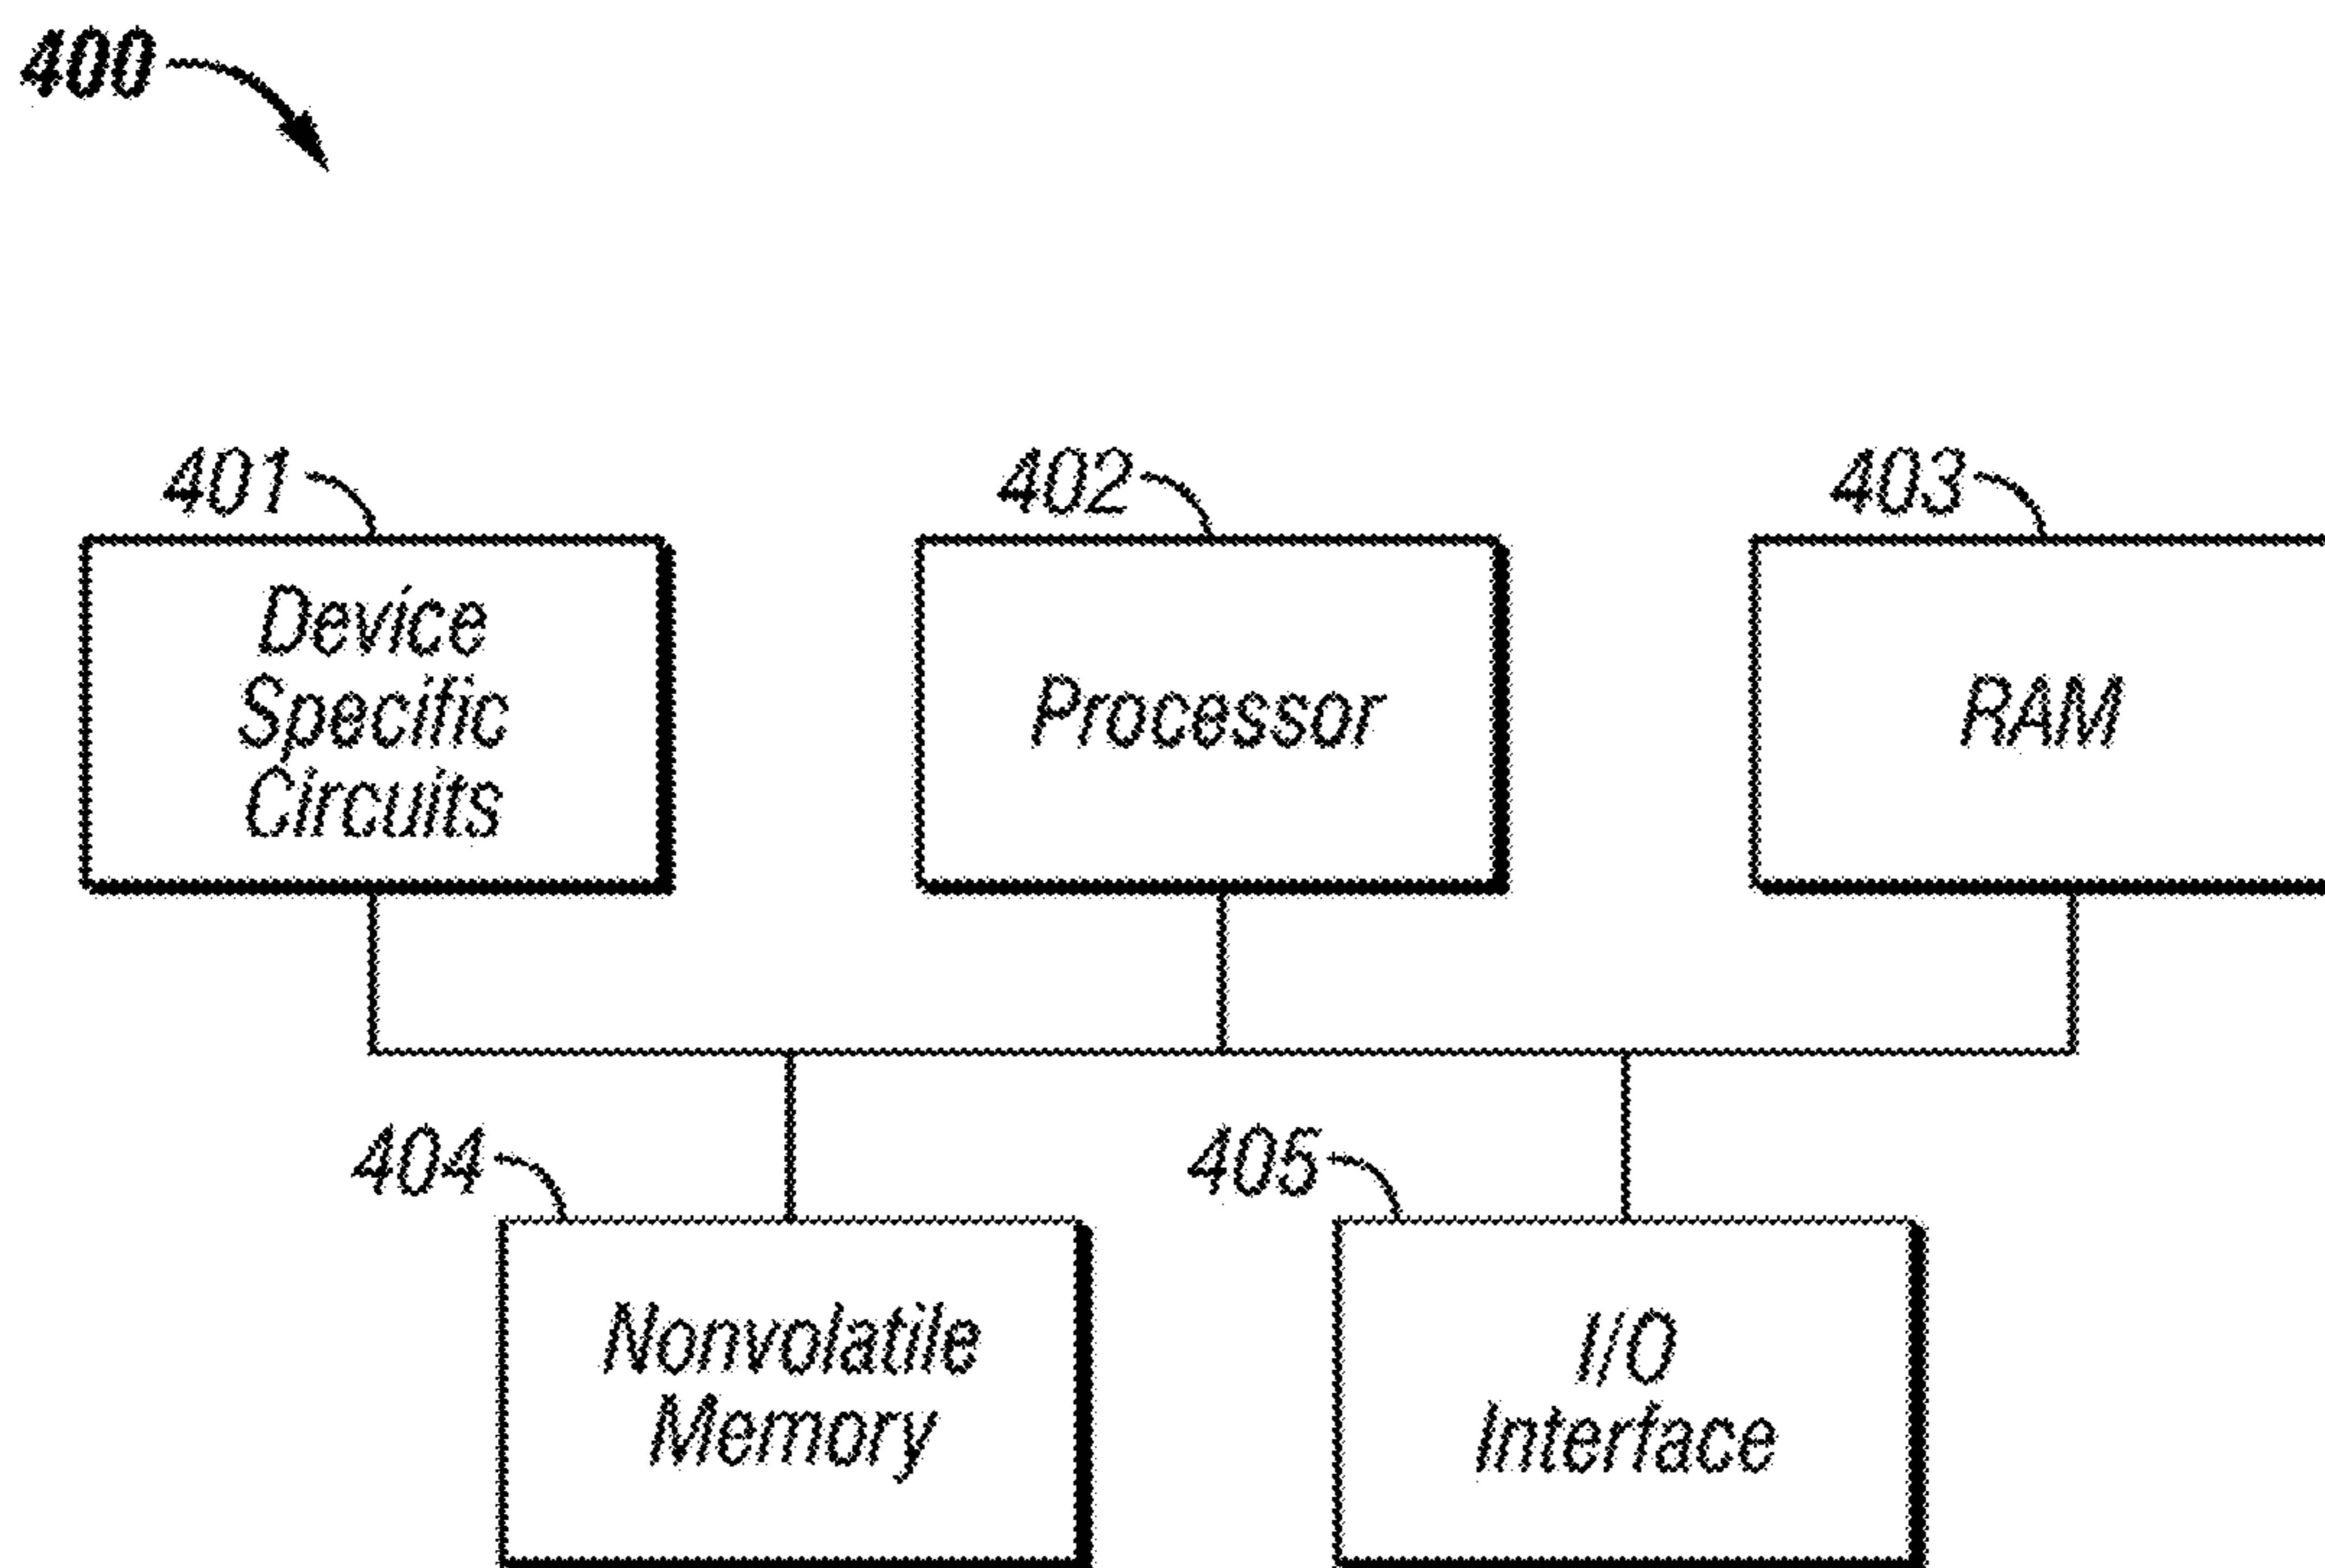 400
401
402
403
Device
Specific
Circuits
Processor
RAM
404
405
Nonvolatile
Memory
I/O
Interface